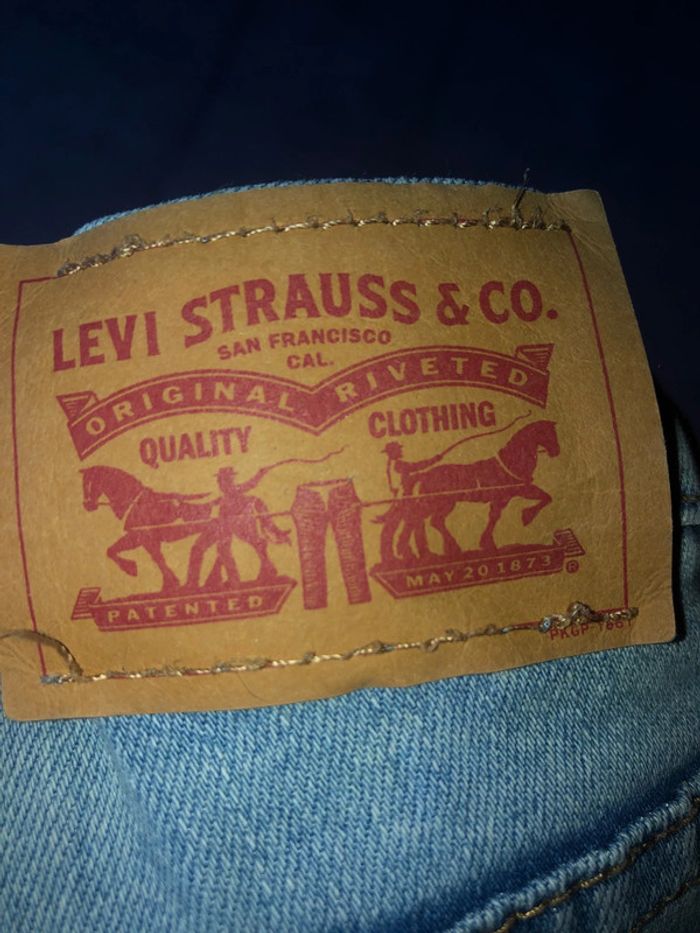 LEVI STRAUSS & CO.
SAN FRANCISCO
CAL.
ORIGINAL RIVETED
QUALITY CLOTHING
PATENTED MAY 20 1873 ®